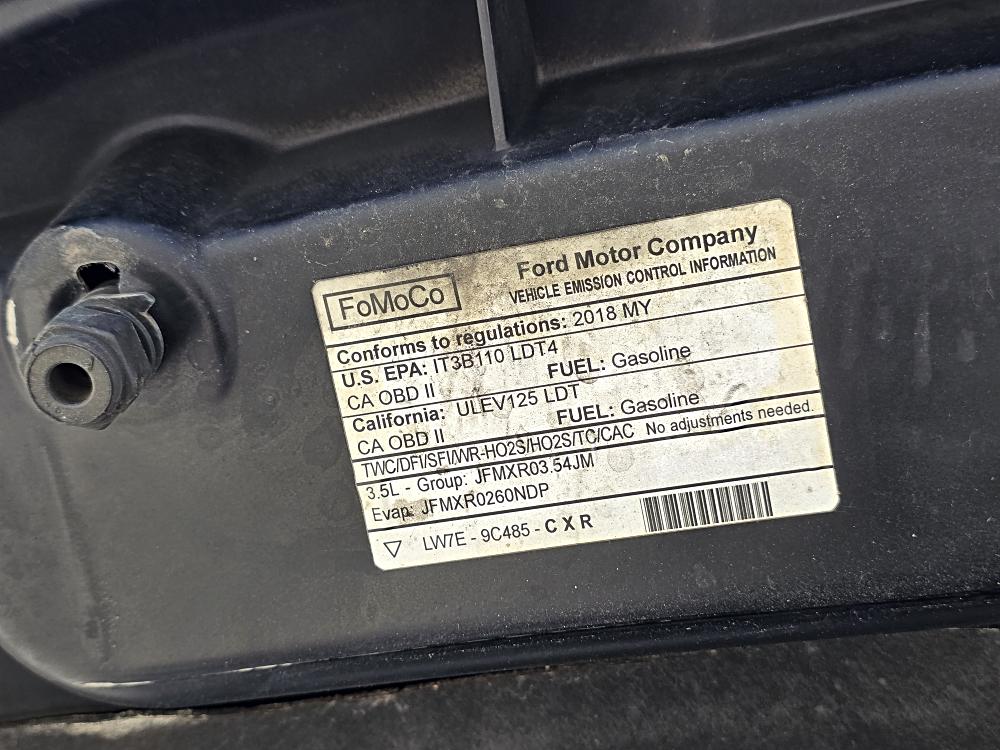 FoMoCo
Ford Motor Company
VEHICLE EMISSION CONTROL INFORMATION
Conforms to regulations: 2018 MY
U.S. EPA: IT3B110 LDT4
CA OBD II FUEL: Gasoline
California: ULEV125 LDT
CA OBD II FUEL: Gasoline
TWC/DFI/SFI/WR-HO2S/HO2S/TC/CAC No adjustments needed.
3.5L - Group: JFMXR03.54JM
Evap: JFMXR0260NDP
LW7E - 9C485 - C X R